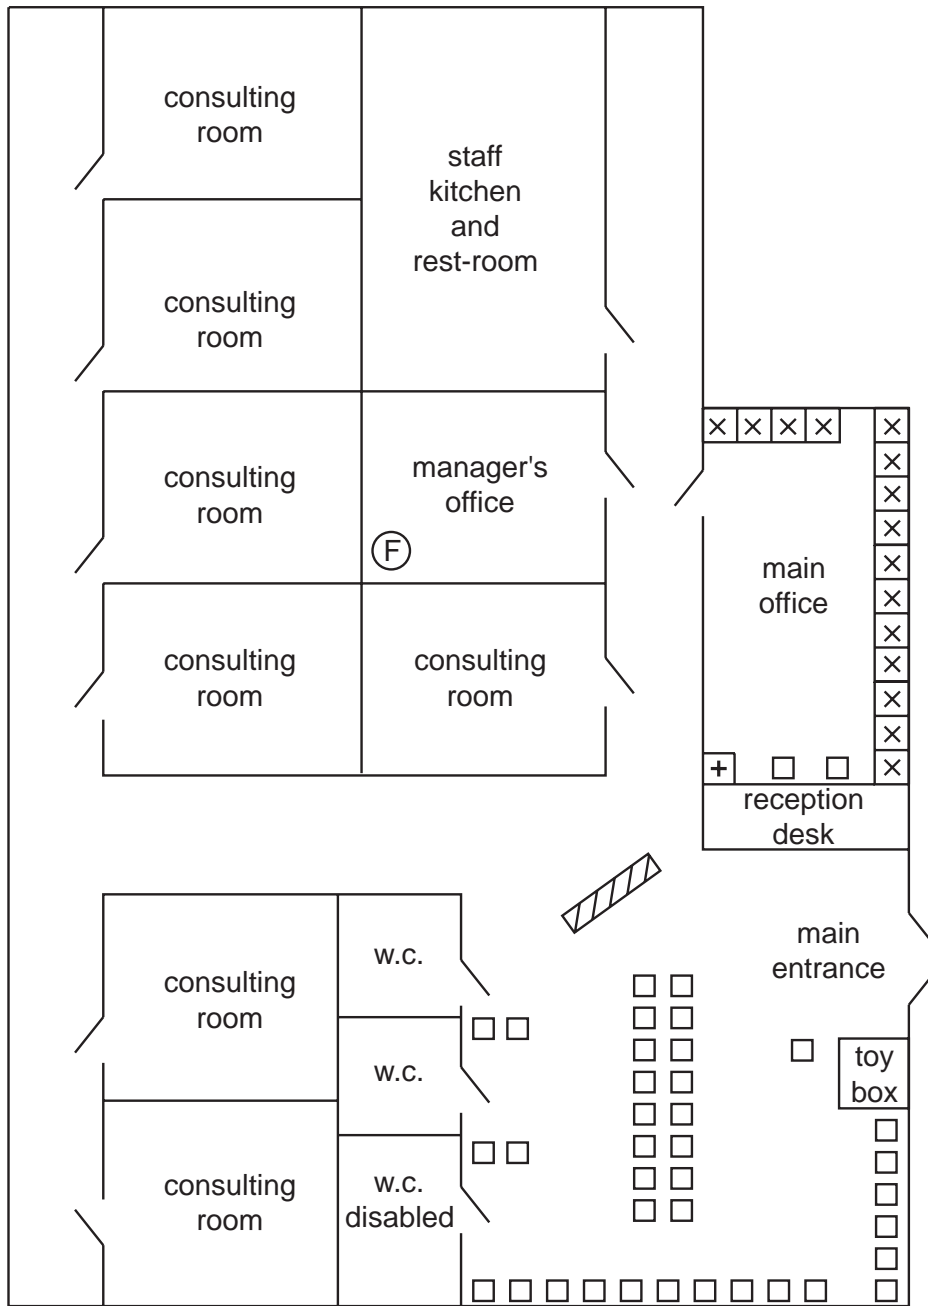 consulting
room
staff
kitchen
and
rest-room
consulting
room
consulting
room
manager's
office
F
main
office
consulting
room
consulting
room
reception
desk
main
entrance
consulting
room
w.c.
w.c.
toy
box
consulting
room
w.c.
disabled